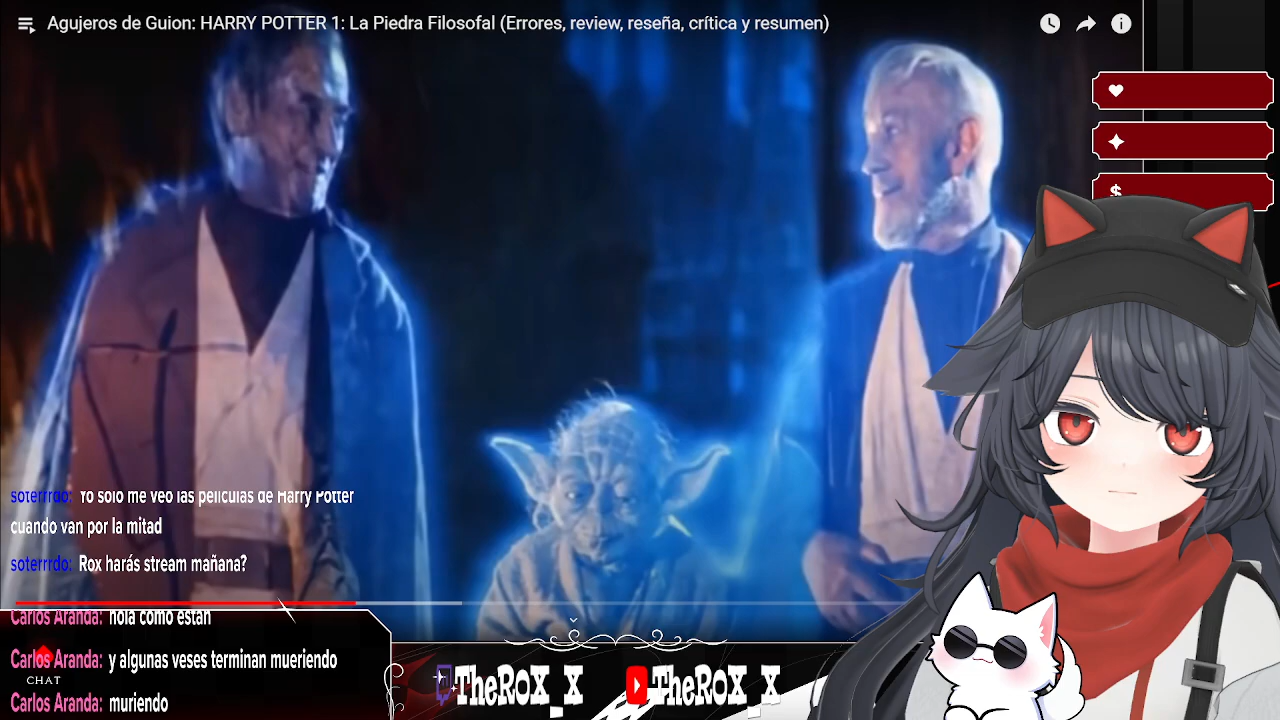 Agujeros de Guion: HARRY POTTER 1: La Piedra Filosofal (Errores, review, reseña, crítica y resumen)
$
soterrrdo: Yo solo me veo las películas de Harry Potter
cuando van por la mitad
soterrrdo: Rox harás stream mañana?
Carlos Aranda: hola como estan
Carlos Aranda: y algunas veses terminan mueriendo
CHAT
Carlos Aranda: muriendo
TheROX_X
TheROX_X